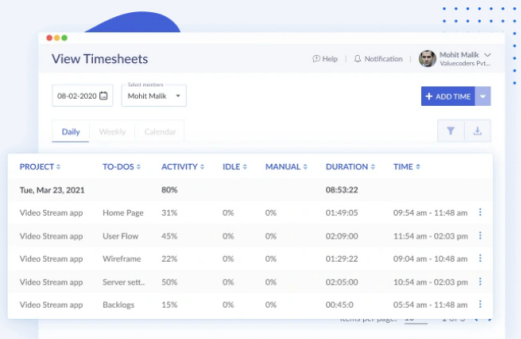 View Timesheets
Help
Notification
Mohit Malik
Valuecoders Pvt...
08-02-2020
Select members
Mohit Malik
+ ADD TIME
Daily Weekly Calendar
PROJECT TO-DOS ACTIVITY IDLE MANUAL DURATION TIME
Tue, Mar 23, 2021 80% 08:53:22
Video Stream app Home Page 31% 0% 0% 01:49:05 09:54 am - 11:48 am
Video Stream app User Flow 45% 0% 0% 02:09:00 11:54 am - 02:03 pm
Video Stream app Wireframe 22% 0% 0% 01:29:22 09:04 am - 10:48 am
Video Stream app Server sett.. 50% 0% 0% 02:05:00 10:54 am - 02:03 pm
Video Stream app Backlogs 15% 0% 0% 00:45:0 05:54 am - 11:48 am